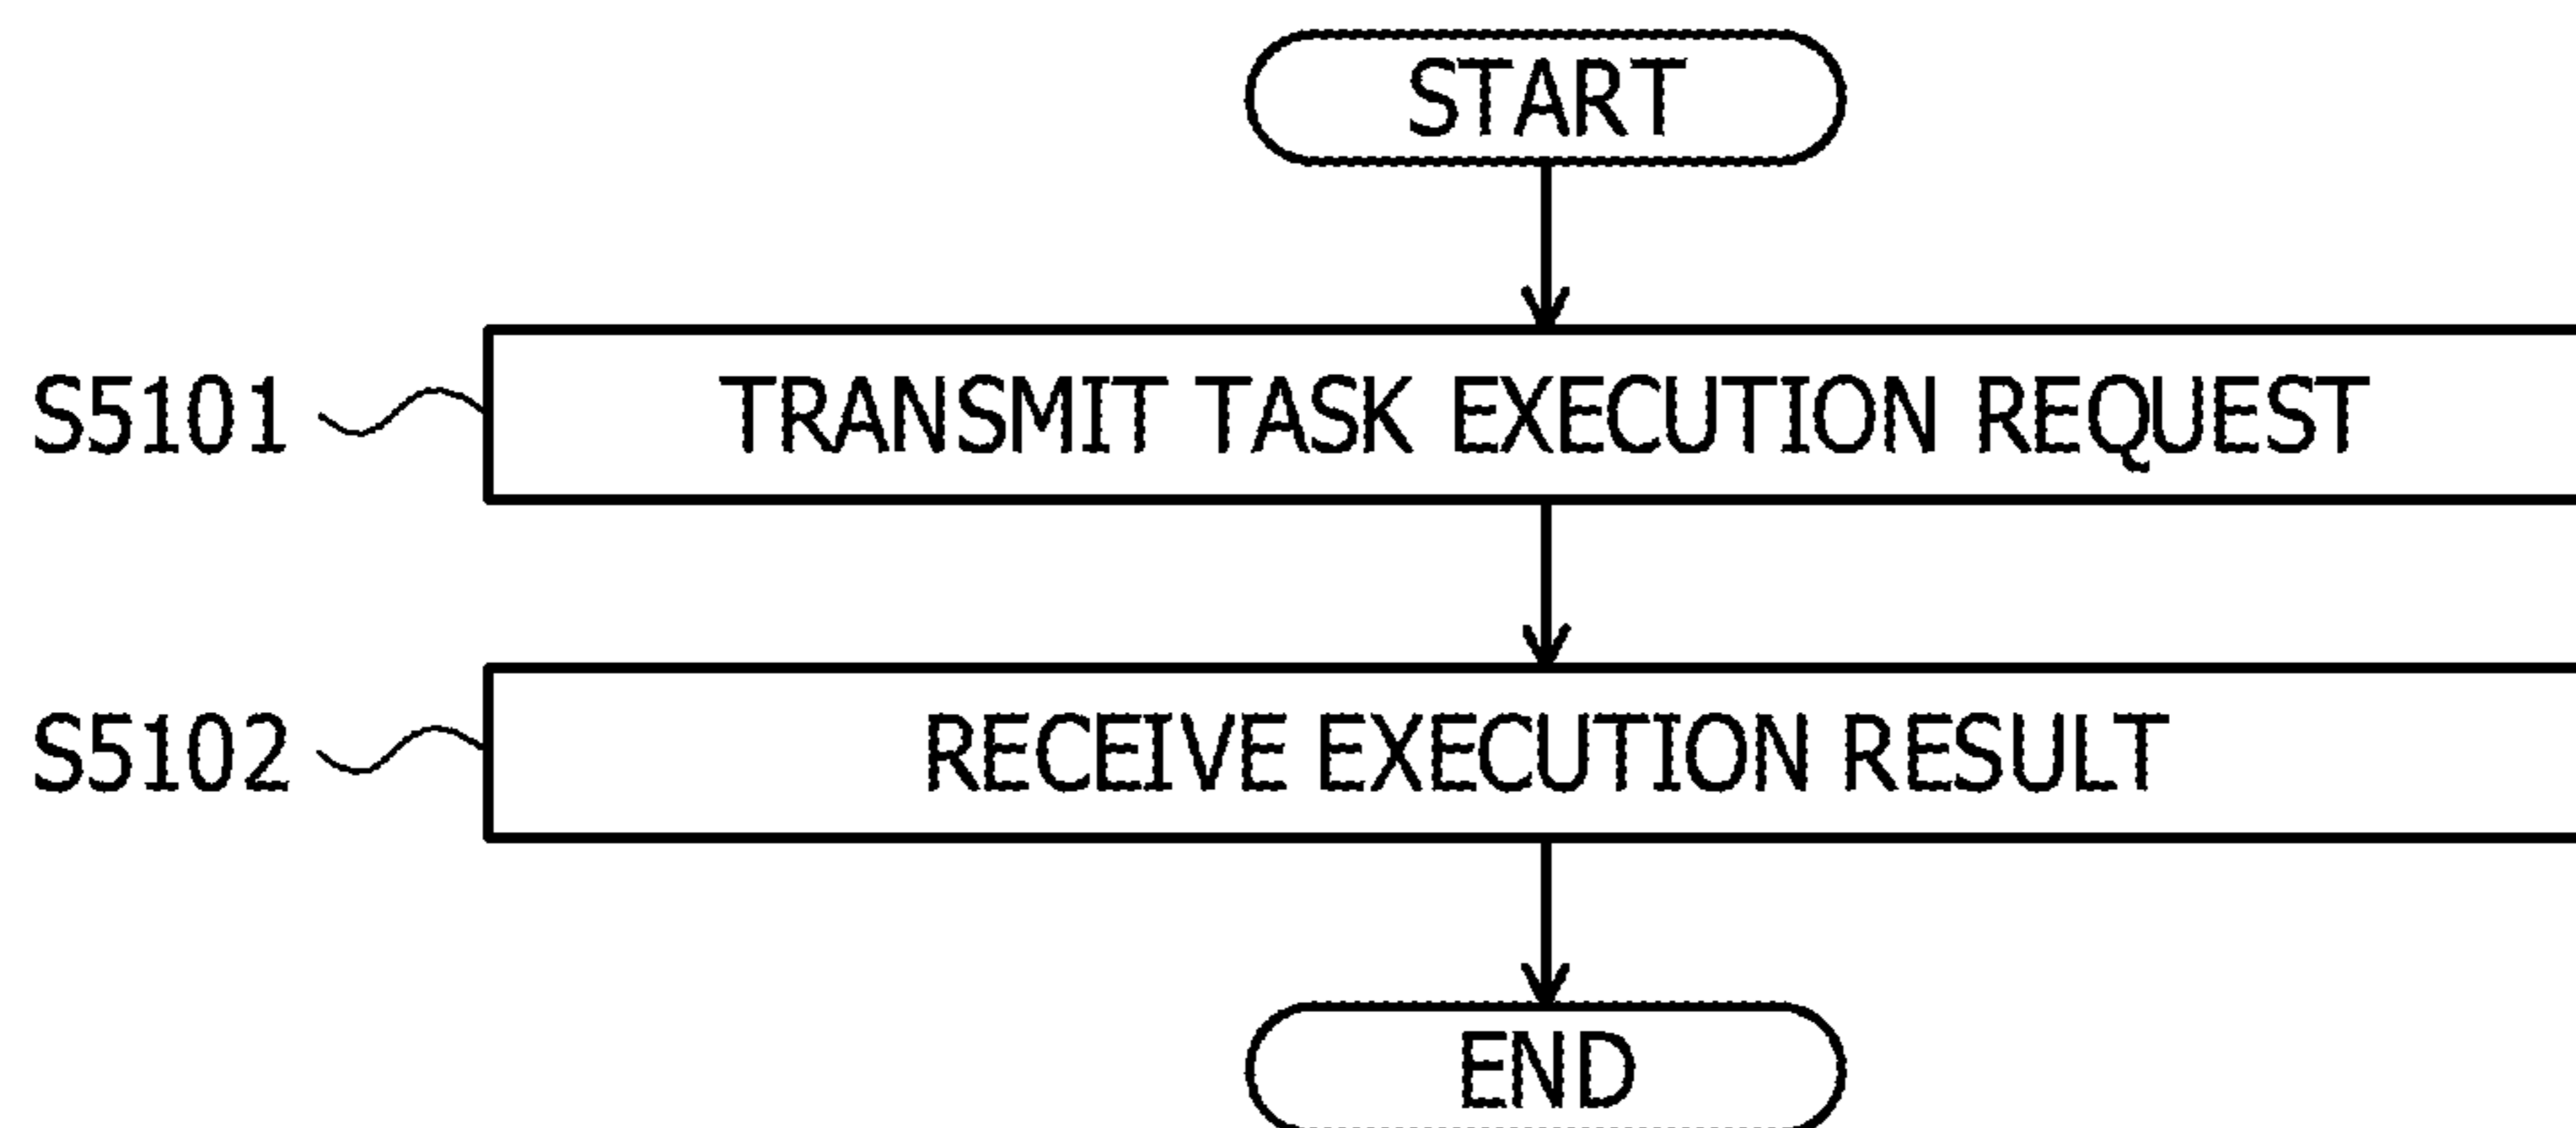 START
S5101 TRANSMIT TASK EXECUTION REQUEST
S5102 RECEIVE EXECUTION RESULT
END